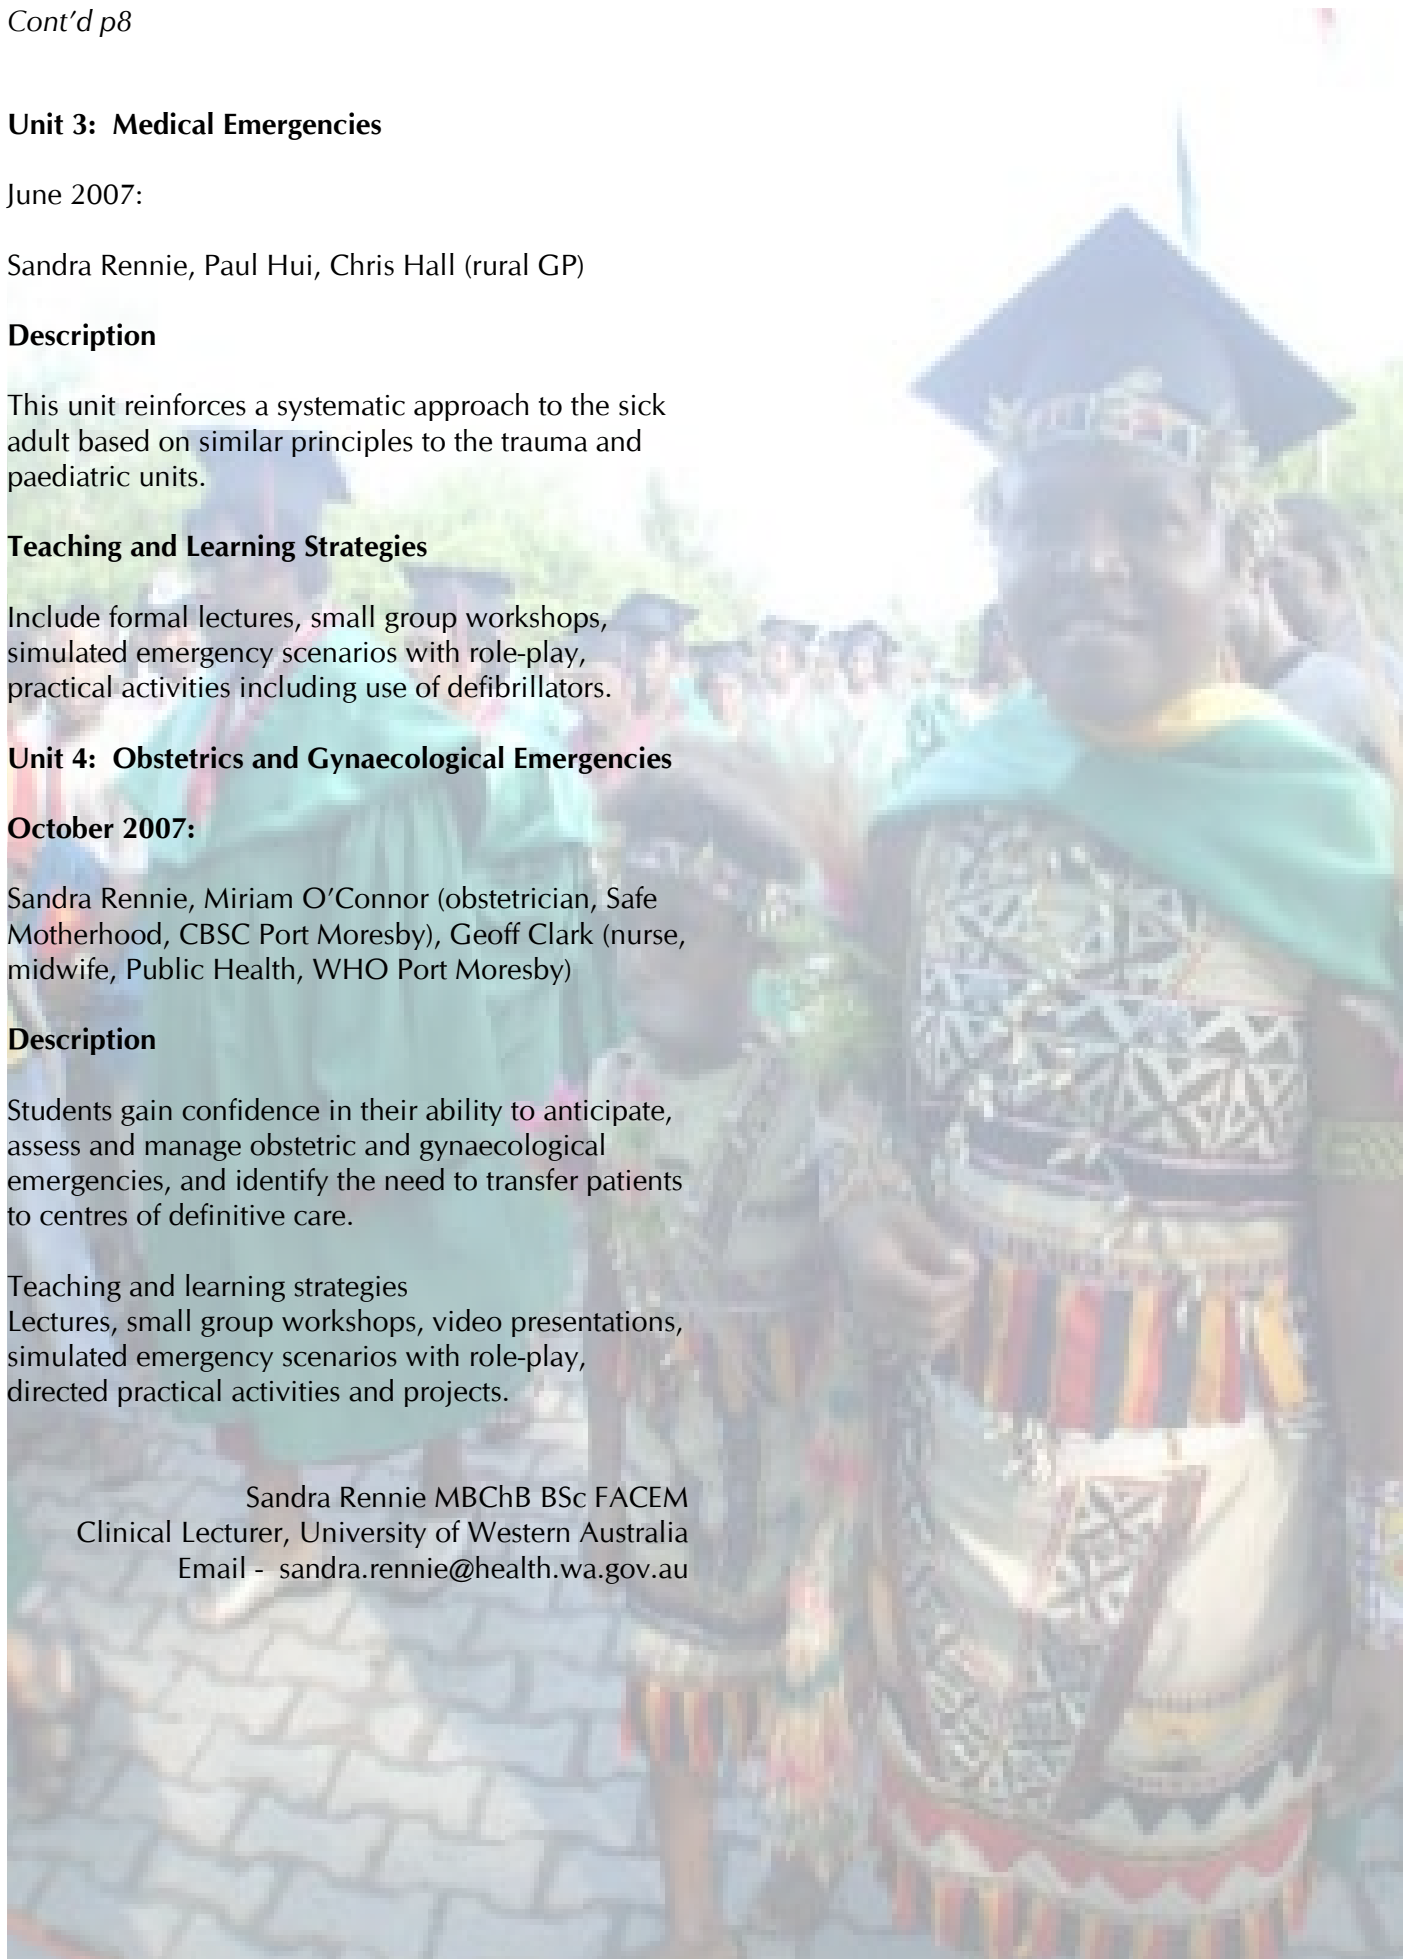 Cont’d p8
Unit 3:  Medical Emergencies
June 2007:
Sandra Rennie, Paul Hui, Chris Hall (rural GP)
Description
This unit reinforces a systematic approach to the sick
adult based on similar principles to the trauma and
paediatric units.
Teaching and Learning Strategies
Include formal lectures, small group workshops,
simulated emergency scenarios with role-play,
practical activities including use of defibrillators.
Unit 4:  Obstetrics and Gynaecological Emergencies
October 2007:
Sandra Rennie, Miriam O’Connor (obstetrician, Safe
Motherhood, CBSC Port Moresby), Geoff Clark (nurse,
midwife, Public Health, WHO Port Moresby)
Description
Students gain confidence in their ability to anticipate,
assess and manage obstetric and gynaecological
emergencies, and identify the need to transfer patients
to centres of definitive care.
Teaching and learning strategies
Lectures, small group workshops, video presentations,
simulated emergency scenarios with role-play,
directed practical activities and projects.
Sandra Rennie MBChB BSc FACEM
Clinical Lecturer, University of Western Australia
Email -  sandra.rennie@health.wa.gov.au